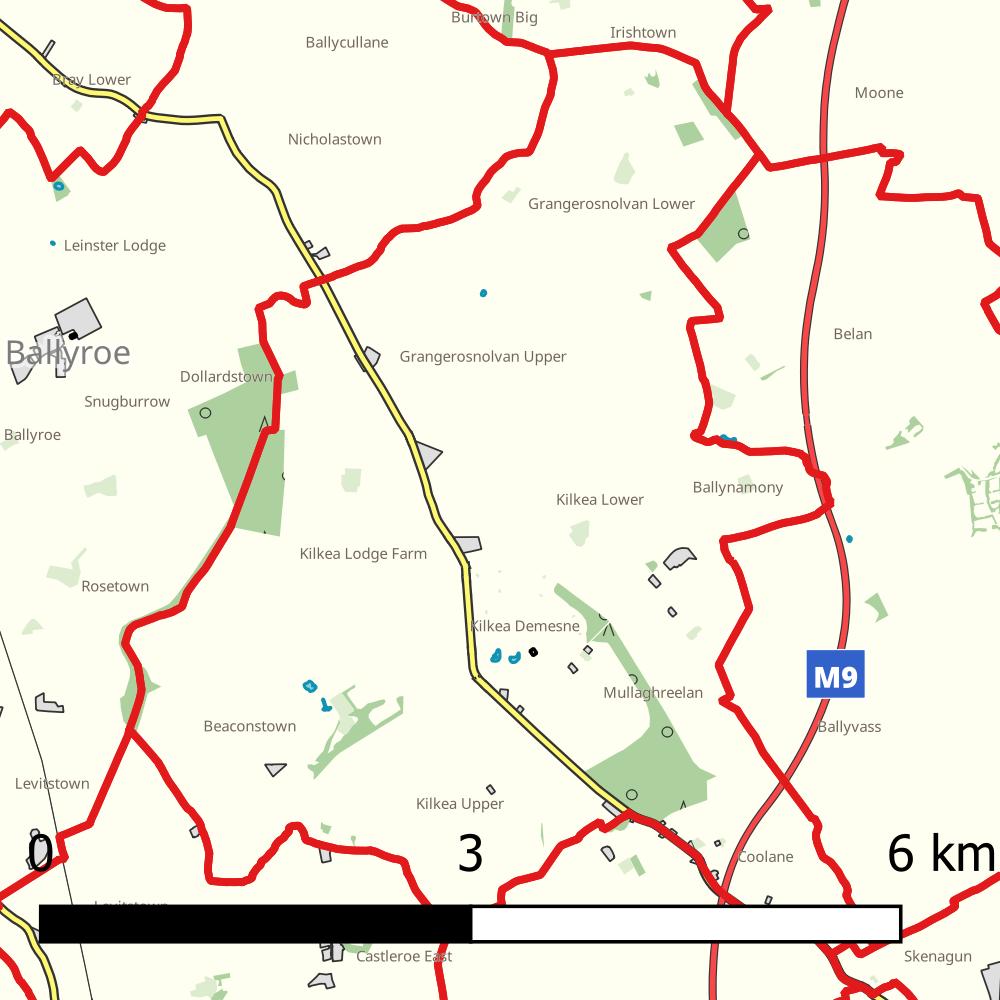 Burtown Big
Irishtown
Ballycullane
Bray Lower
Moone
Nicholastown
Grangerosnolvan Lower
Leinster Lodge
Belan
Ballyroe
Grangerosnolvan Upper
Dollardstown
Snugburrow
Ballyroe
Ballynamony
Kilkea Lower
Kilkea Lodge Farm
Rosetown
Kilkea Demesne
M9
Mullaghreelan
Beaconstown
Ballyvass
Levitstown
Kilkea Upper
0
3
6 km
Coolane
Levitstown
Castleroe East
Skenagun